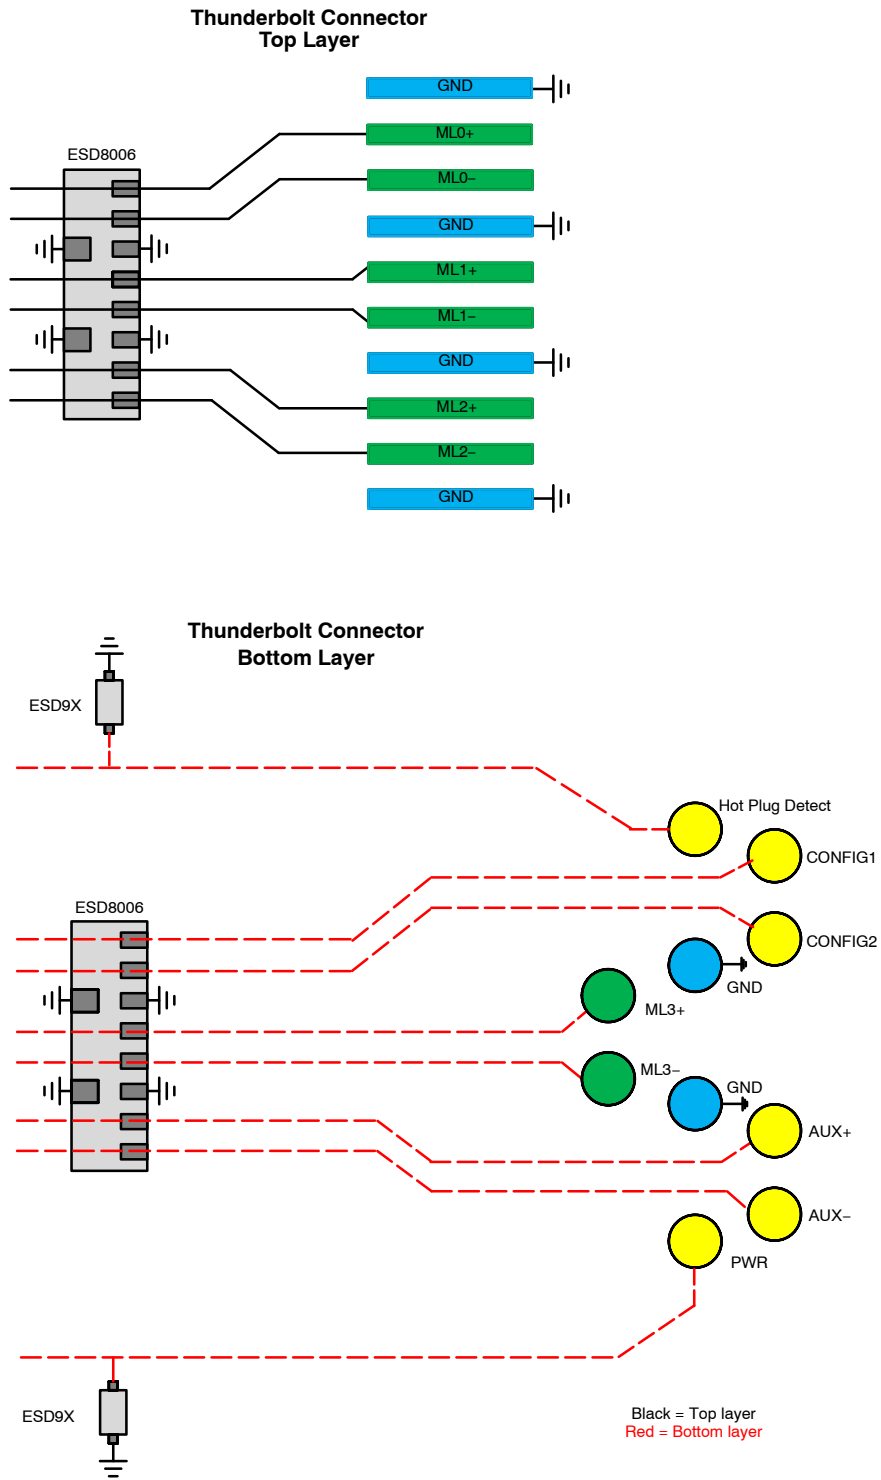 Thunderbolt Connector
Top Layer
GND
ML0+
ESD8006
ML0−
GND
ML1+
ML1−
GND
ML2+
ML2−
GND
Thunderbolt Connector
Bottom Layer
ESD9X
Hot Plug Detect
CONFIG1
ESD8006
CONFIG2
GND
ML3+
ML3−
GND
AUX+
AUX−
PWR
ESD9X
Black = Top layer
Red = Bottom layer